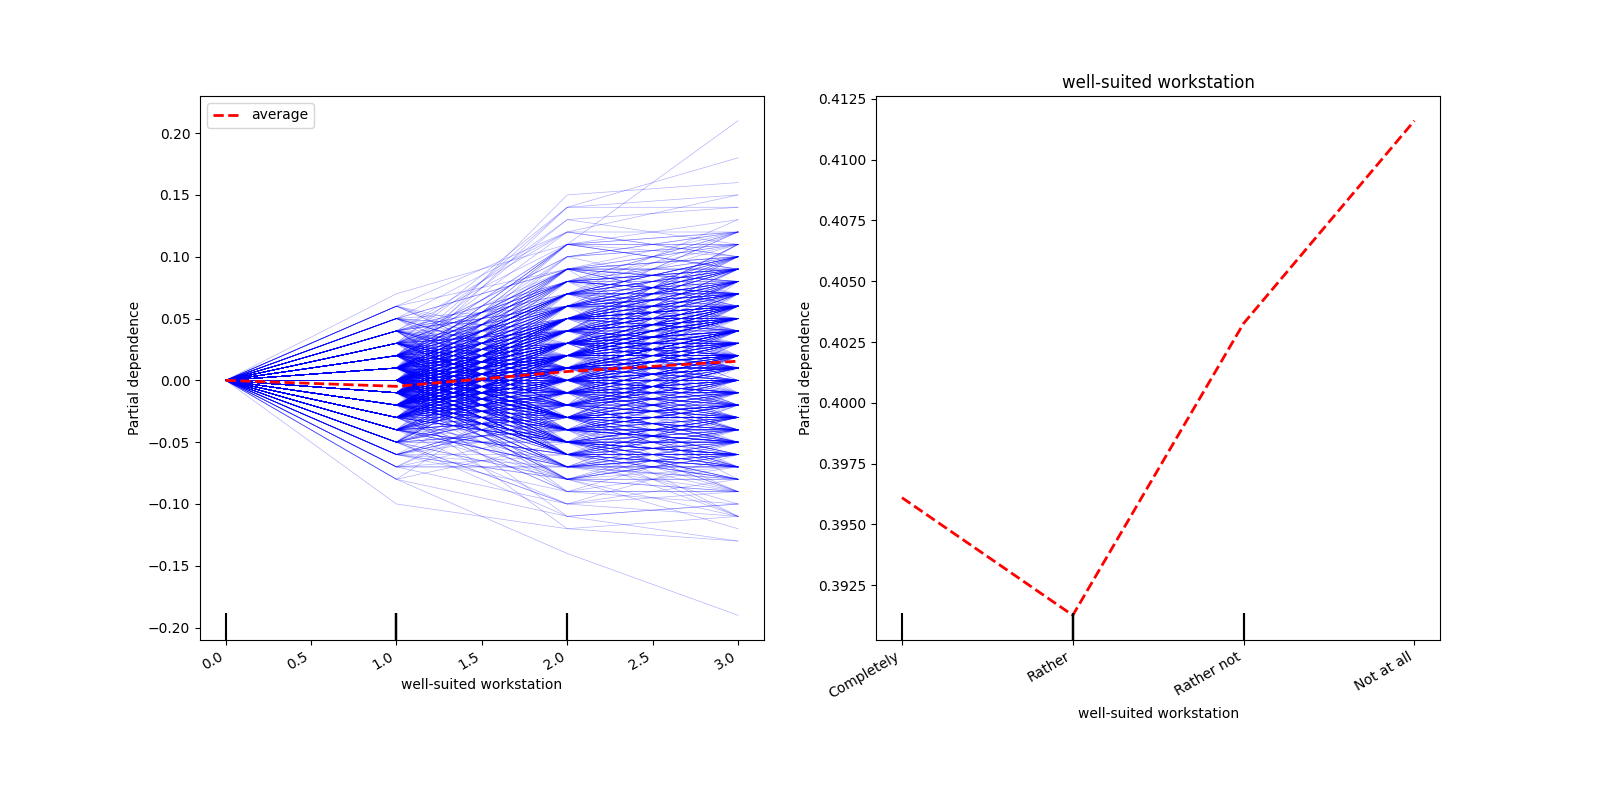 average
0.20
0.15
0.10
0.05
0.00
−0.05
−0.10
−0.15
−0.20
Partial dependence
0.0
0.5
1.0
1.5
2.0
2.5
3.0
well-suited workstation
well-suited workstation
0.4125
0.4100
0.4075
0.4050
0.4025
0.4000
0.3975
0.3950
0.3925
Partial dependence
Completely
Rather
Rather not
Not at all
well-suited workstation